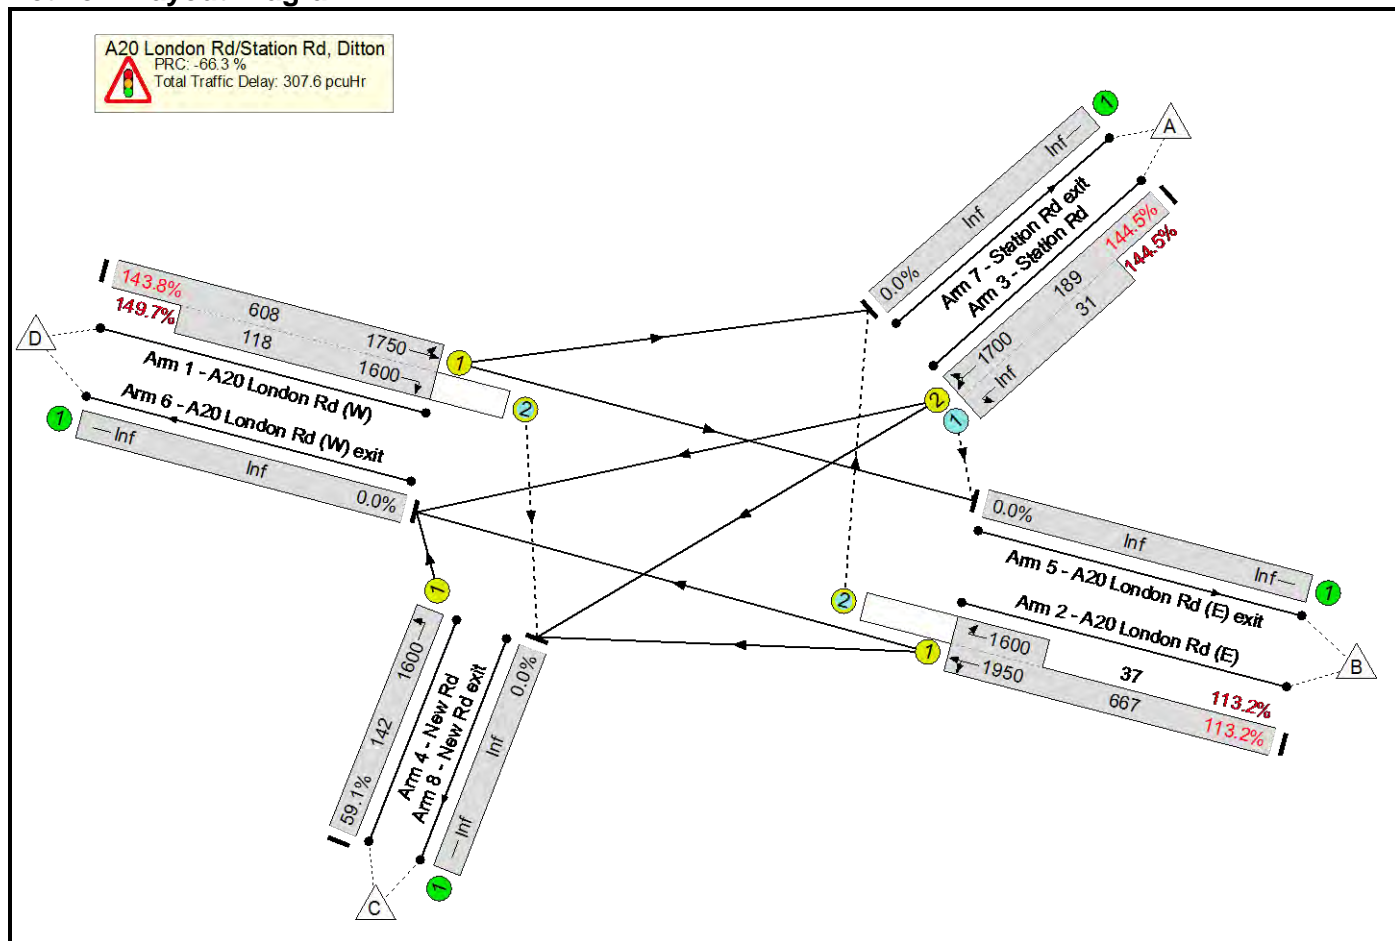 A20 London Rd/Station Rd, Ditton
PRC: -66.3 %
Total Traffic Delay: 307.6 pcuHr
1
A
Inf
Inf
0.0%
Arm 7 - Station Rd exit
Arm 3 - Station Rd
144.5%
144.5%
189
31
1700
Inf
2
1
143.8%
149.7%
608
118
1750
1600
1
2
D
Arm 1 - A20 London Rd (W)
Arm 6 - A20 London Rd (W) exit
1
Inf
Inf
0.0%
0.0%
Inf
Inf
1
Arm 5 - A20 London Rd (E) exit
Arm 2 - A20 London Rd (E)
B
2
1
1600
1950
37
667
113.2%
113.2%
1
1600
142
59.1%
Arm 4 - New Rd
Arm 8 - New Rd exit
0.0%
Inf
Inf
1
C